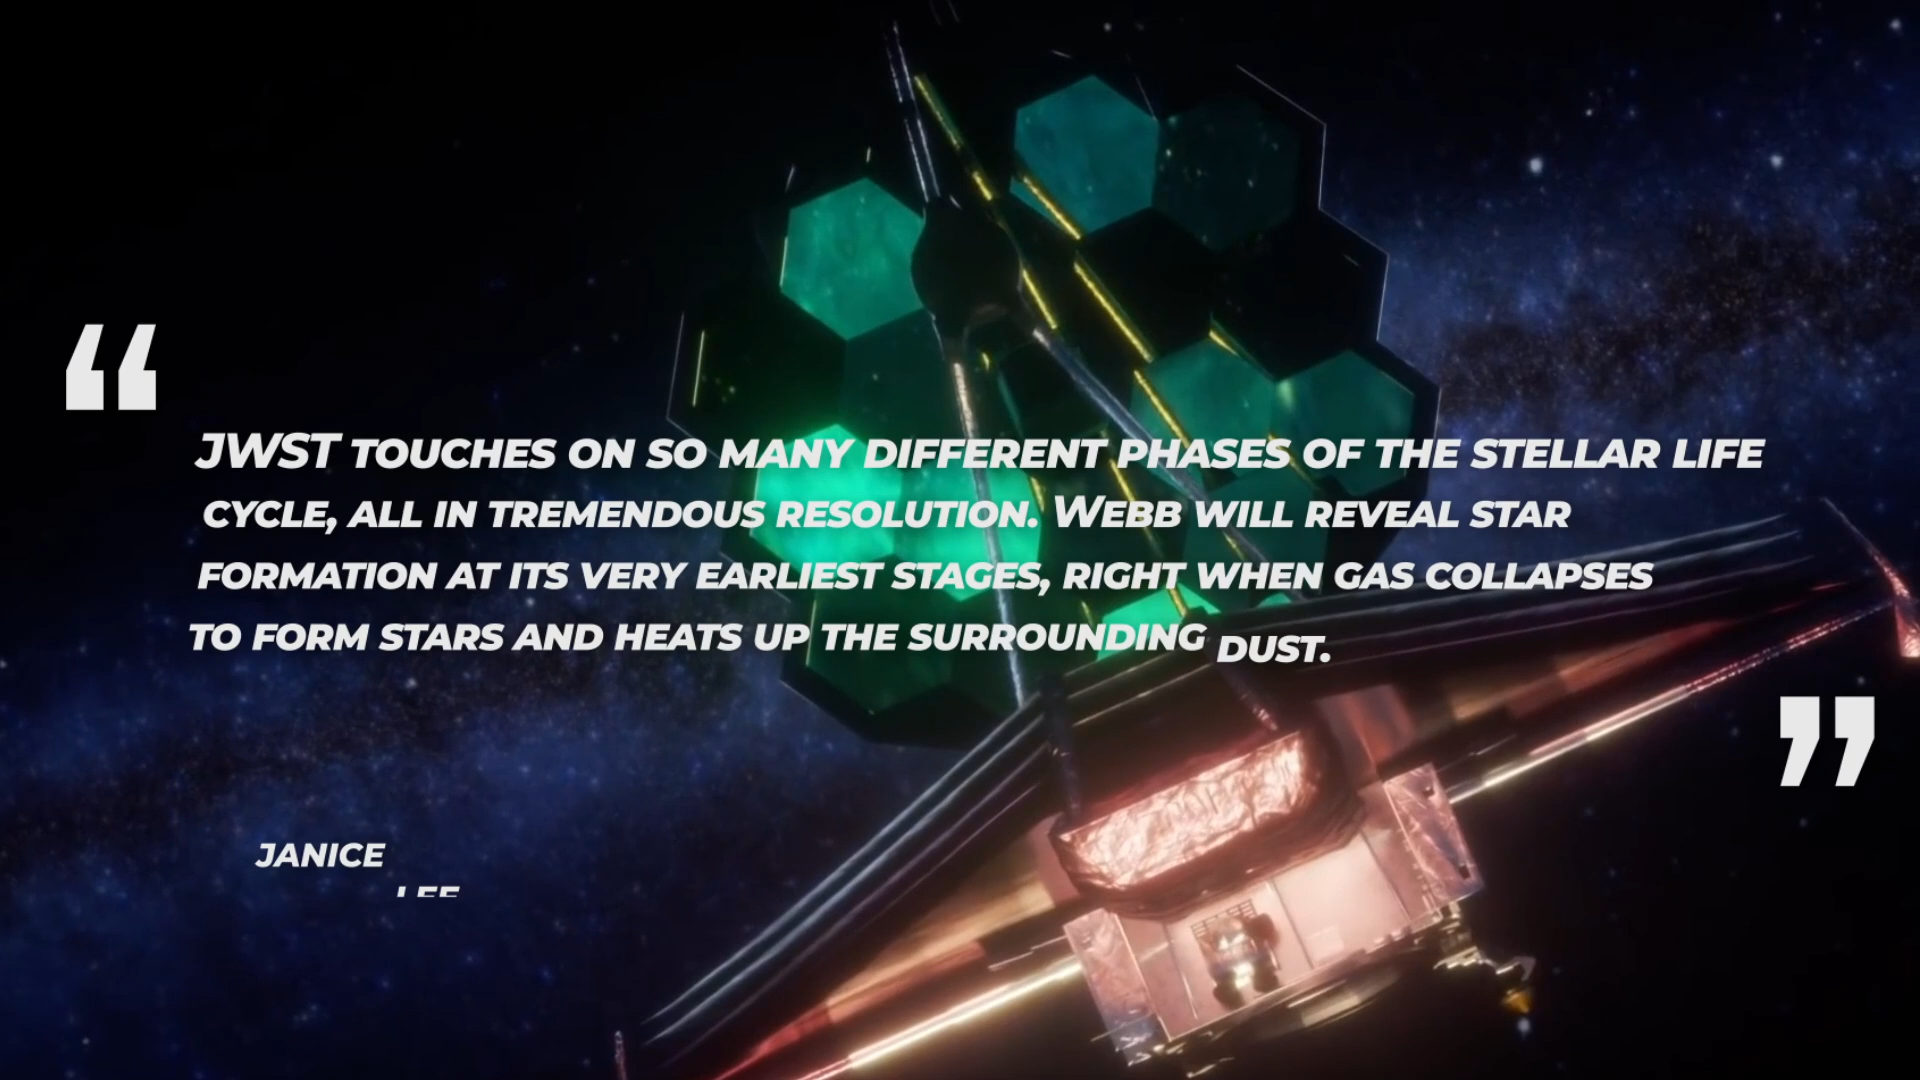 “
JWST TOUCHES ON SO MANY DIFFERENT PHASES OF THE STELLAR LIFE
CYCLE, ALL IN TREMENDOUS RESOLUTION. WEBB WILL REVEAL STAR
FORMATION AT ITS VERY EARLIEST STAGES, RIGHT WHEN GAS COLLAPSES
TO FORM STARS AND HEATS UP THE SURROUNDING DUST.
”
JANICE LEE